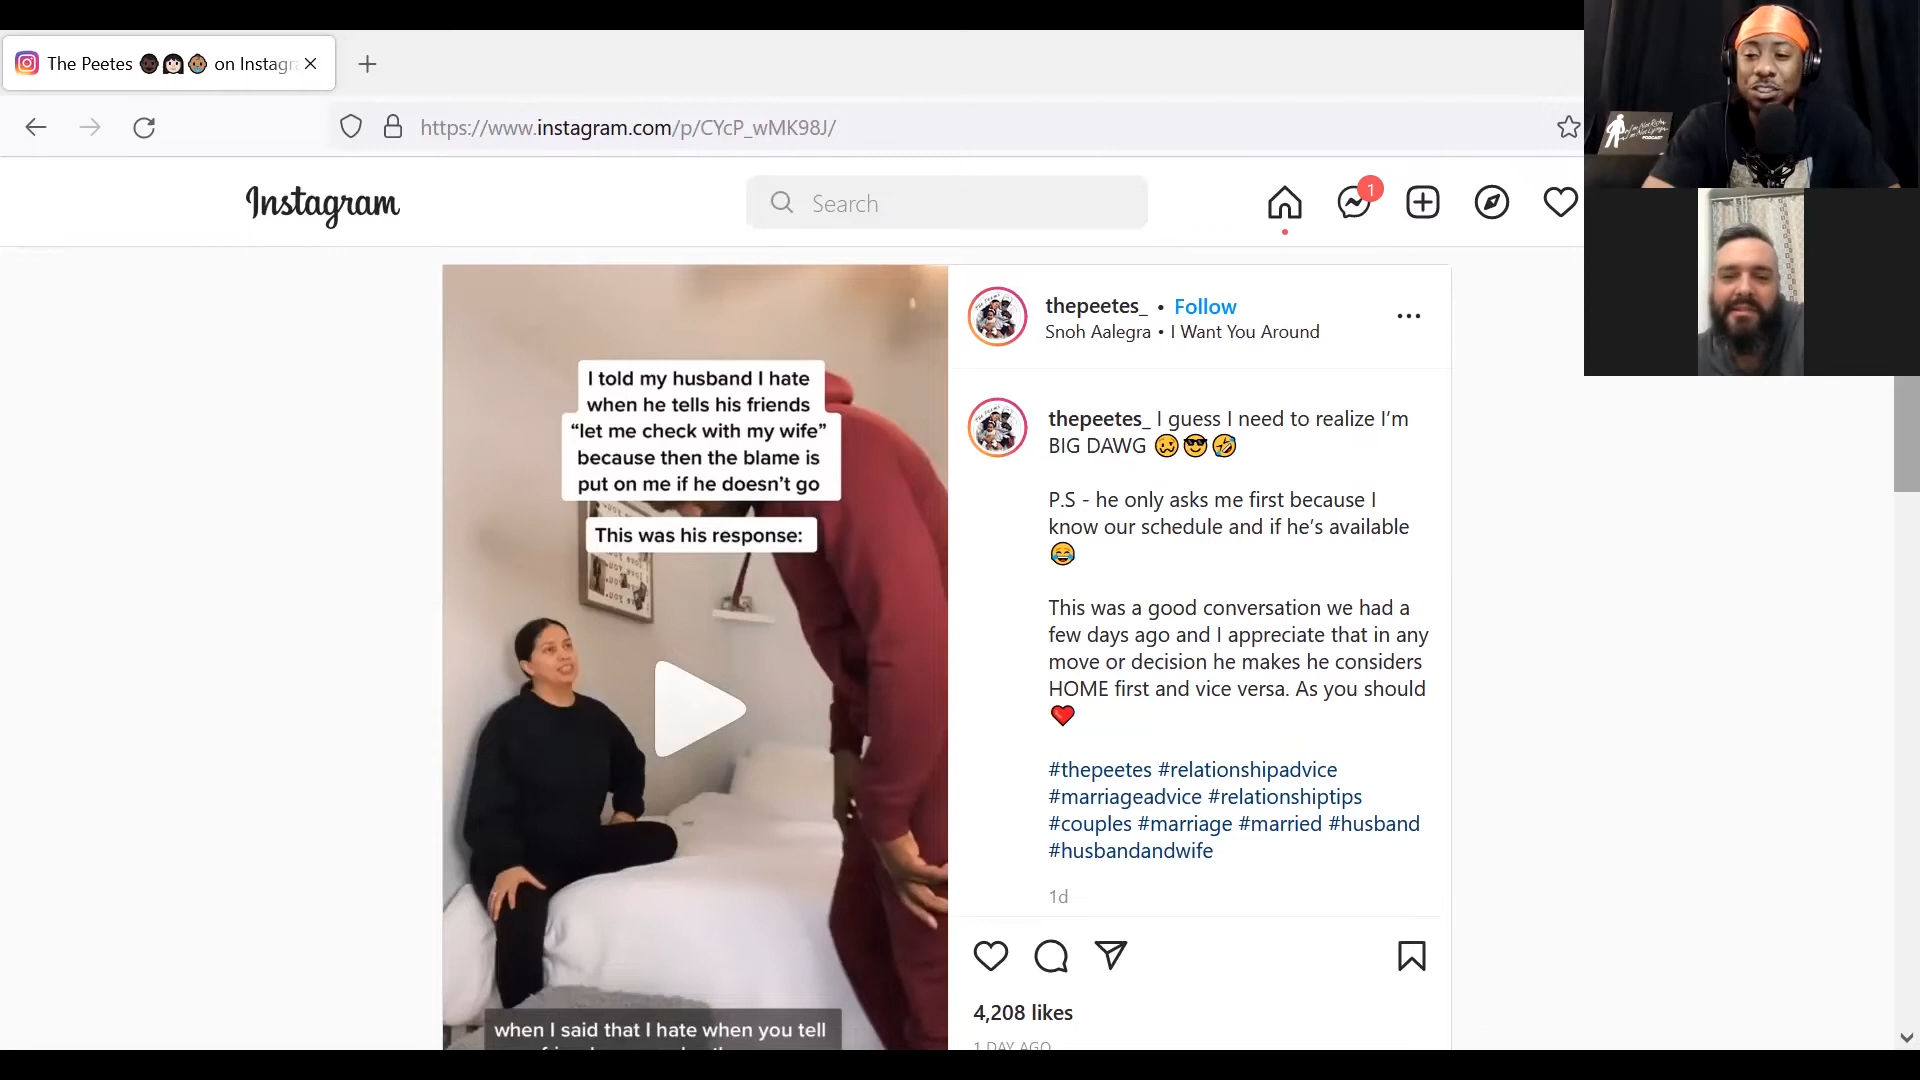 The Peetes on Instagr
https://www.instagram.com/p/CYcP_wMK98J/
Instagram
Search
1
I told my husband I hate
when he tells his friends
“let me check with my wife”
because then the blame is
put on me if he doesn’t go
This was his response:
when I said that I hate when you tell
thepeetes_ • Follow
Snoh Aalegra • I Want You Around
thepeetes_ I guess I need to realize I’m
BIG DAWG 🥴😎🤣
P.S - he only asks me first because I
know our schedule and if he’s available
😂
This was a good conversation we had a
few days ago and I appreciate that in any
move or decision he makes he considers
HOME first and vice versa. As you should
❤️
#thepeetes #relationshipadvice
#marriageadvice #relationshiptips
#couples #marriage #married #husband
#husbandandwife
1d
4,208 likes
1 DAY AGO
I'm Not Richer
I'm Not Lying
PODCAST